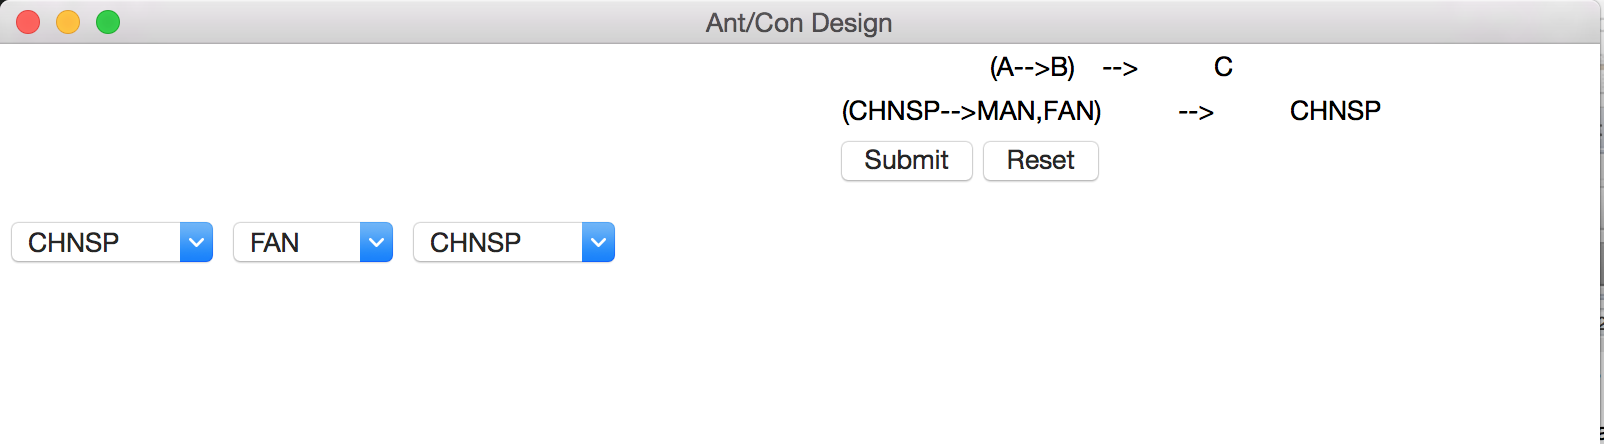 Ant/Con Design
(A-->B) --> C
(CHNSP-->MAN,FAN) --> CHNSP
Submit Reset
CHNSP FAN CHNSP